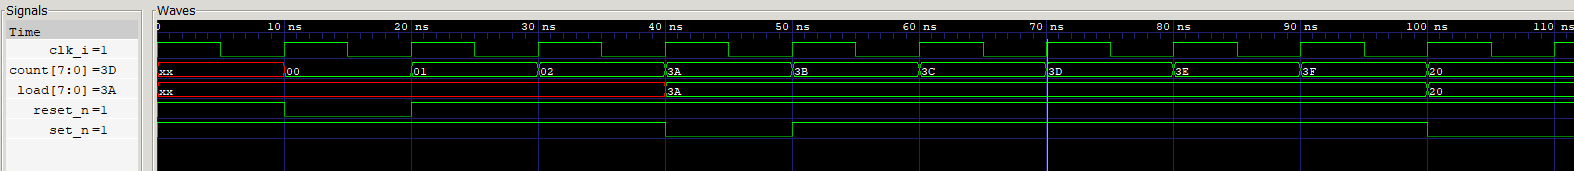 Signals
Waves
Time
0 10 ns 20 ns 30 ns 40 ns 50 ns 60 ns 70 ns 80 ns 90 ns 100 ns 110 ns
clk_i =1
count[7:0] =3D xx 00 01 02 3A 3B 3C 3D 3E 3F 20
load[7:0] =3A xx 3A 20
reset_n =1
set_n =1